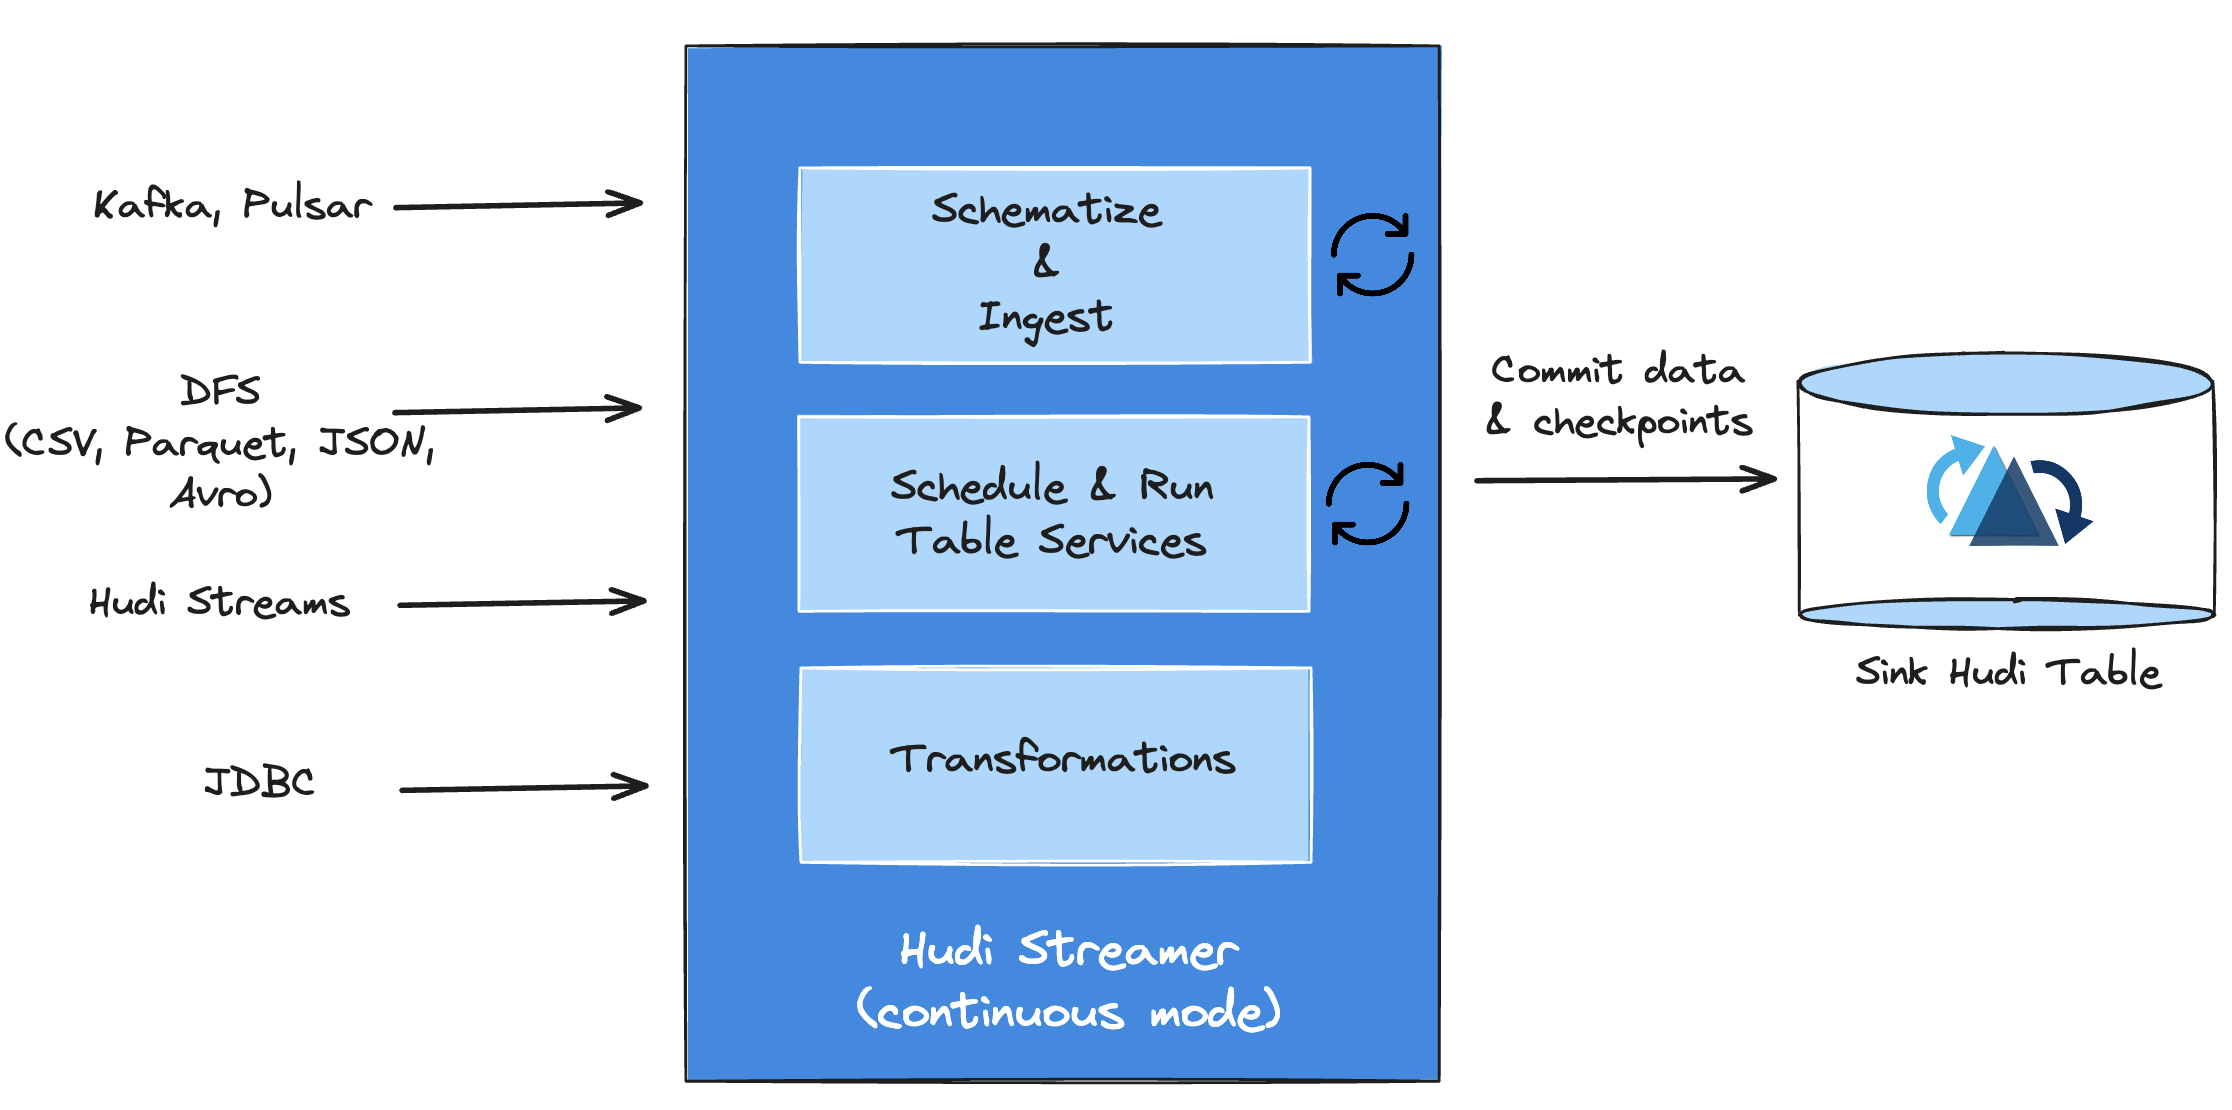 Kafka, Pulsar
DFS
(CSV, Parquet, JSON,
Avro)
Hudi Streams
JDBC
Schematize
&
Ingest
Schedule & Run
Table Services
Transformations
Hudi Streamer
(continuous mode)
Commit data
& checkpoints
Sink Hudi Table